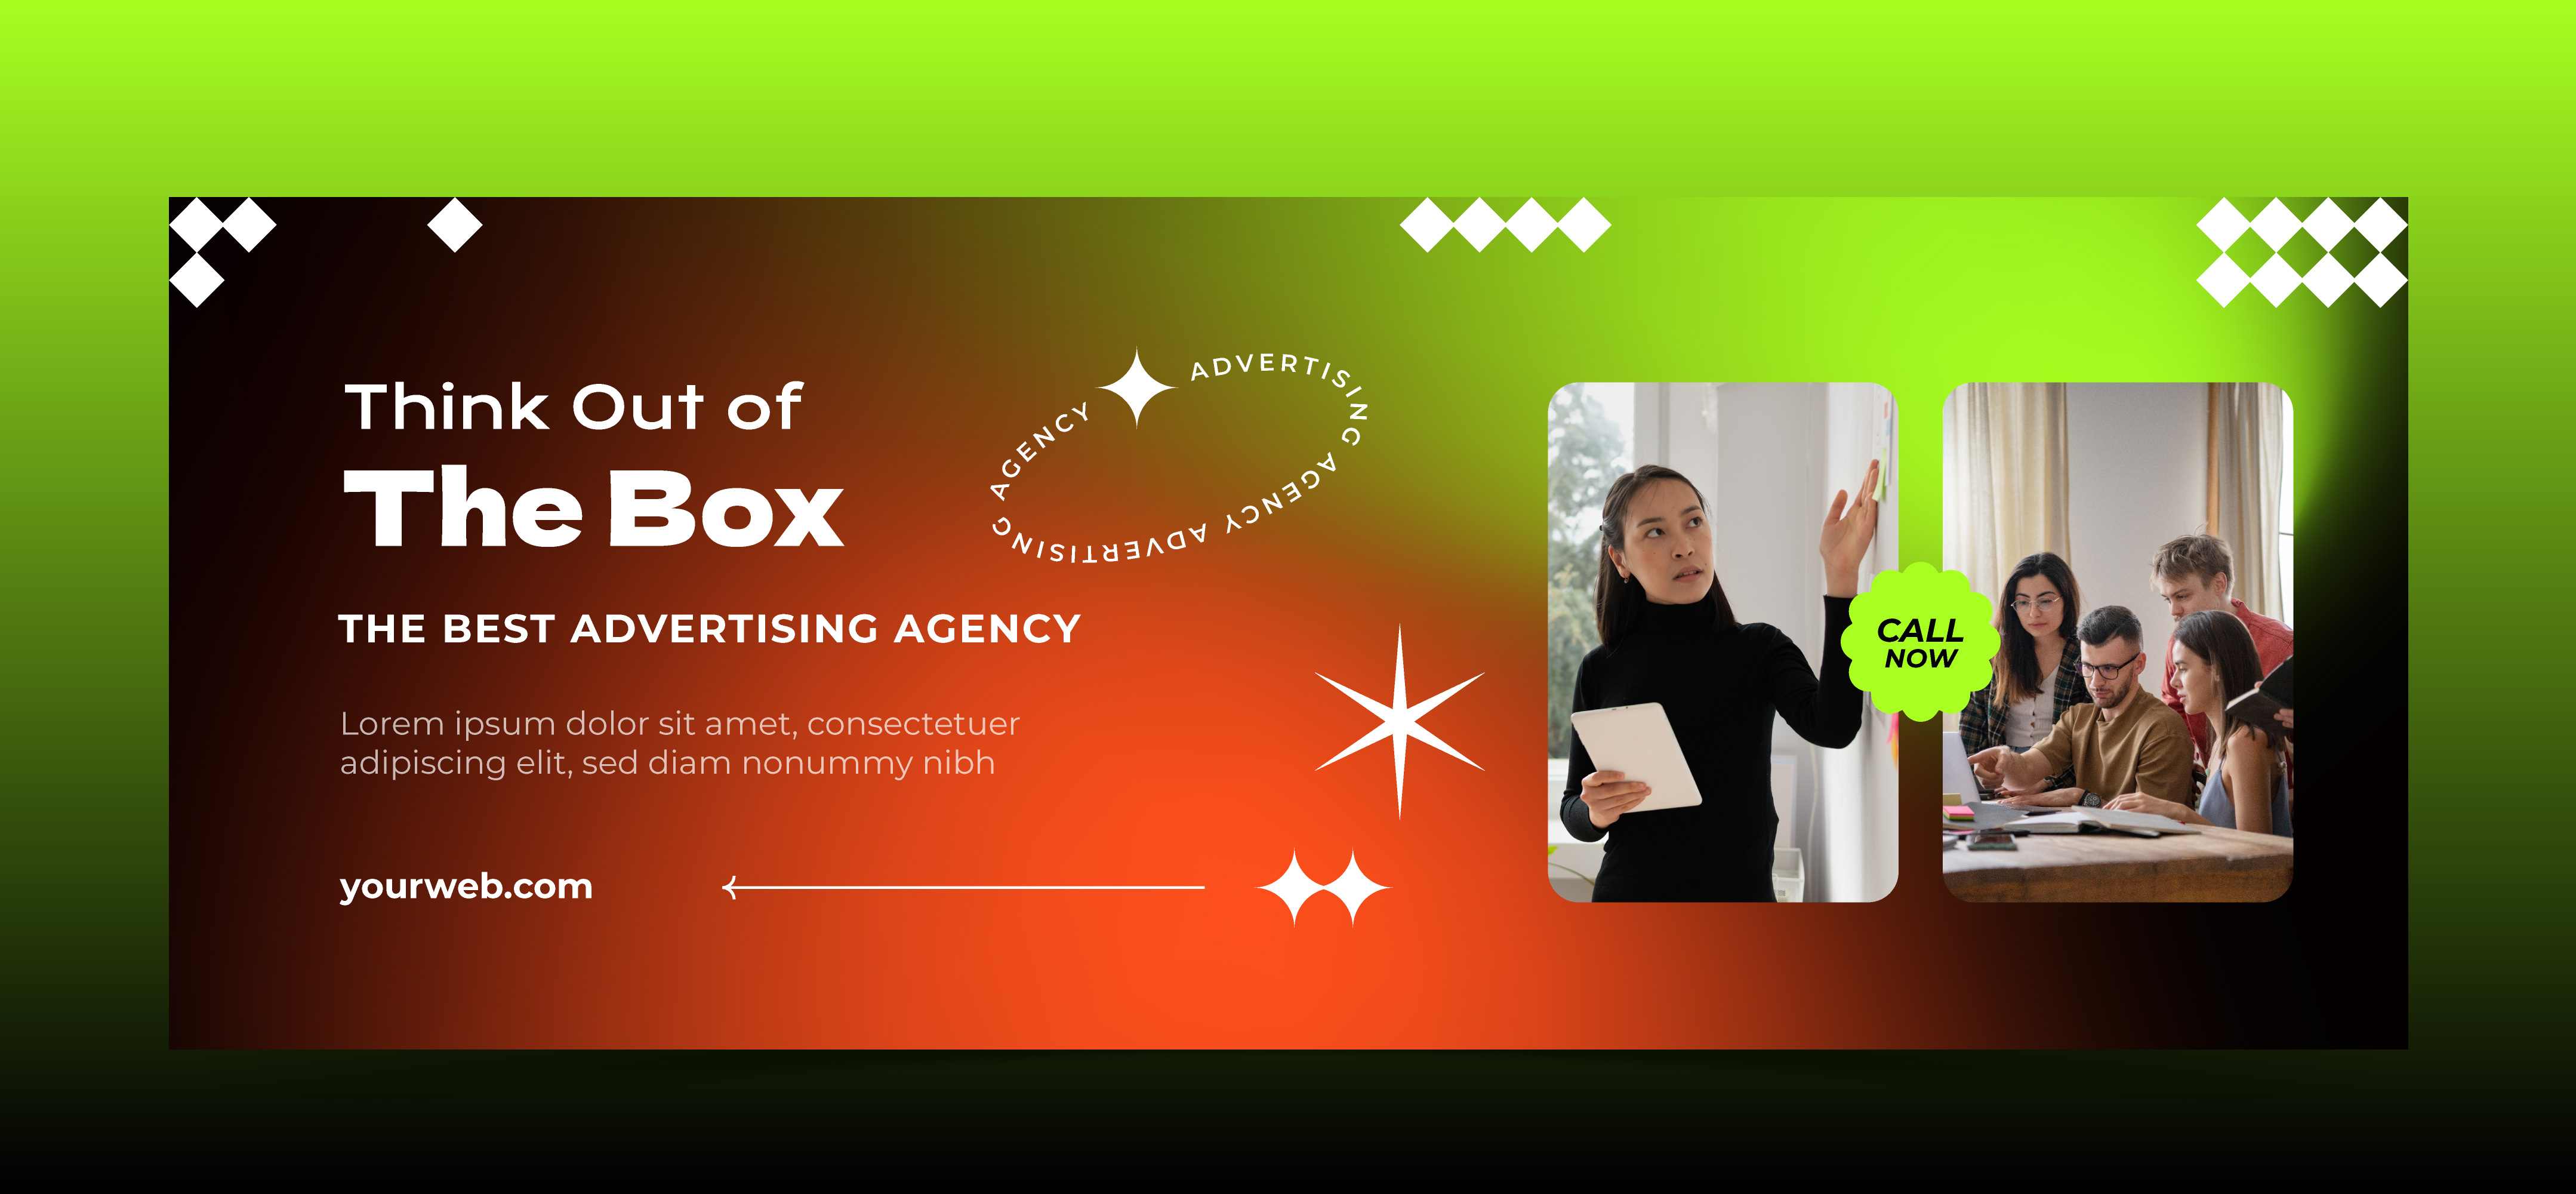 Think Out of
The Box
ADVERTISING AGENCY ADVERTISING AGENCY
THE BEST ADVERTISING AGENCY
Lorem ipsum dolor sit amet, consectetuer
adipiscing elit, sed diam nonummy nibh
yourweb.com
CALL
NOW